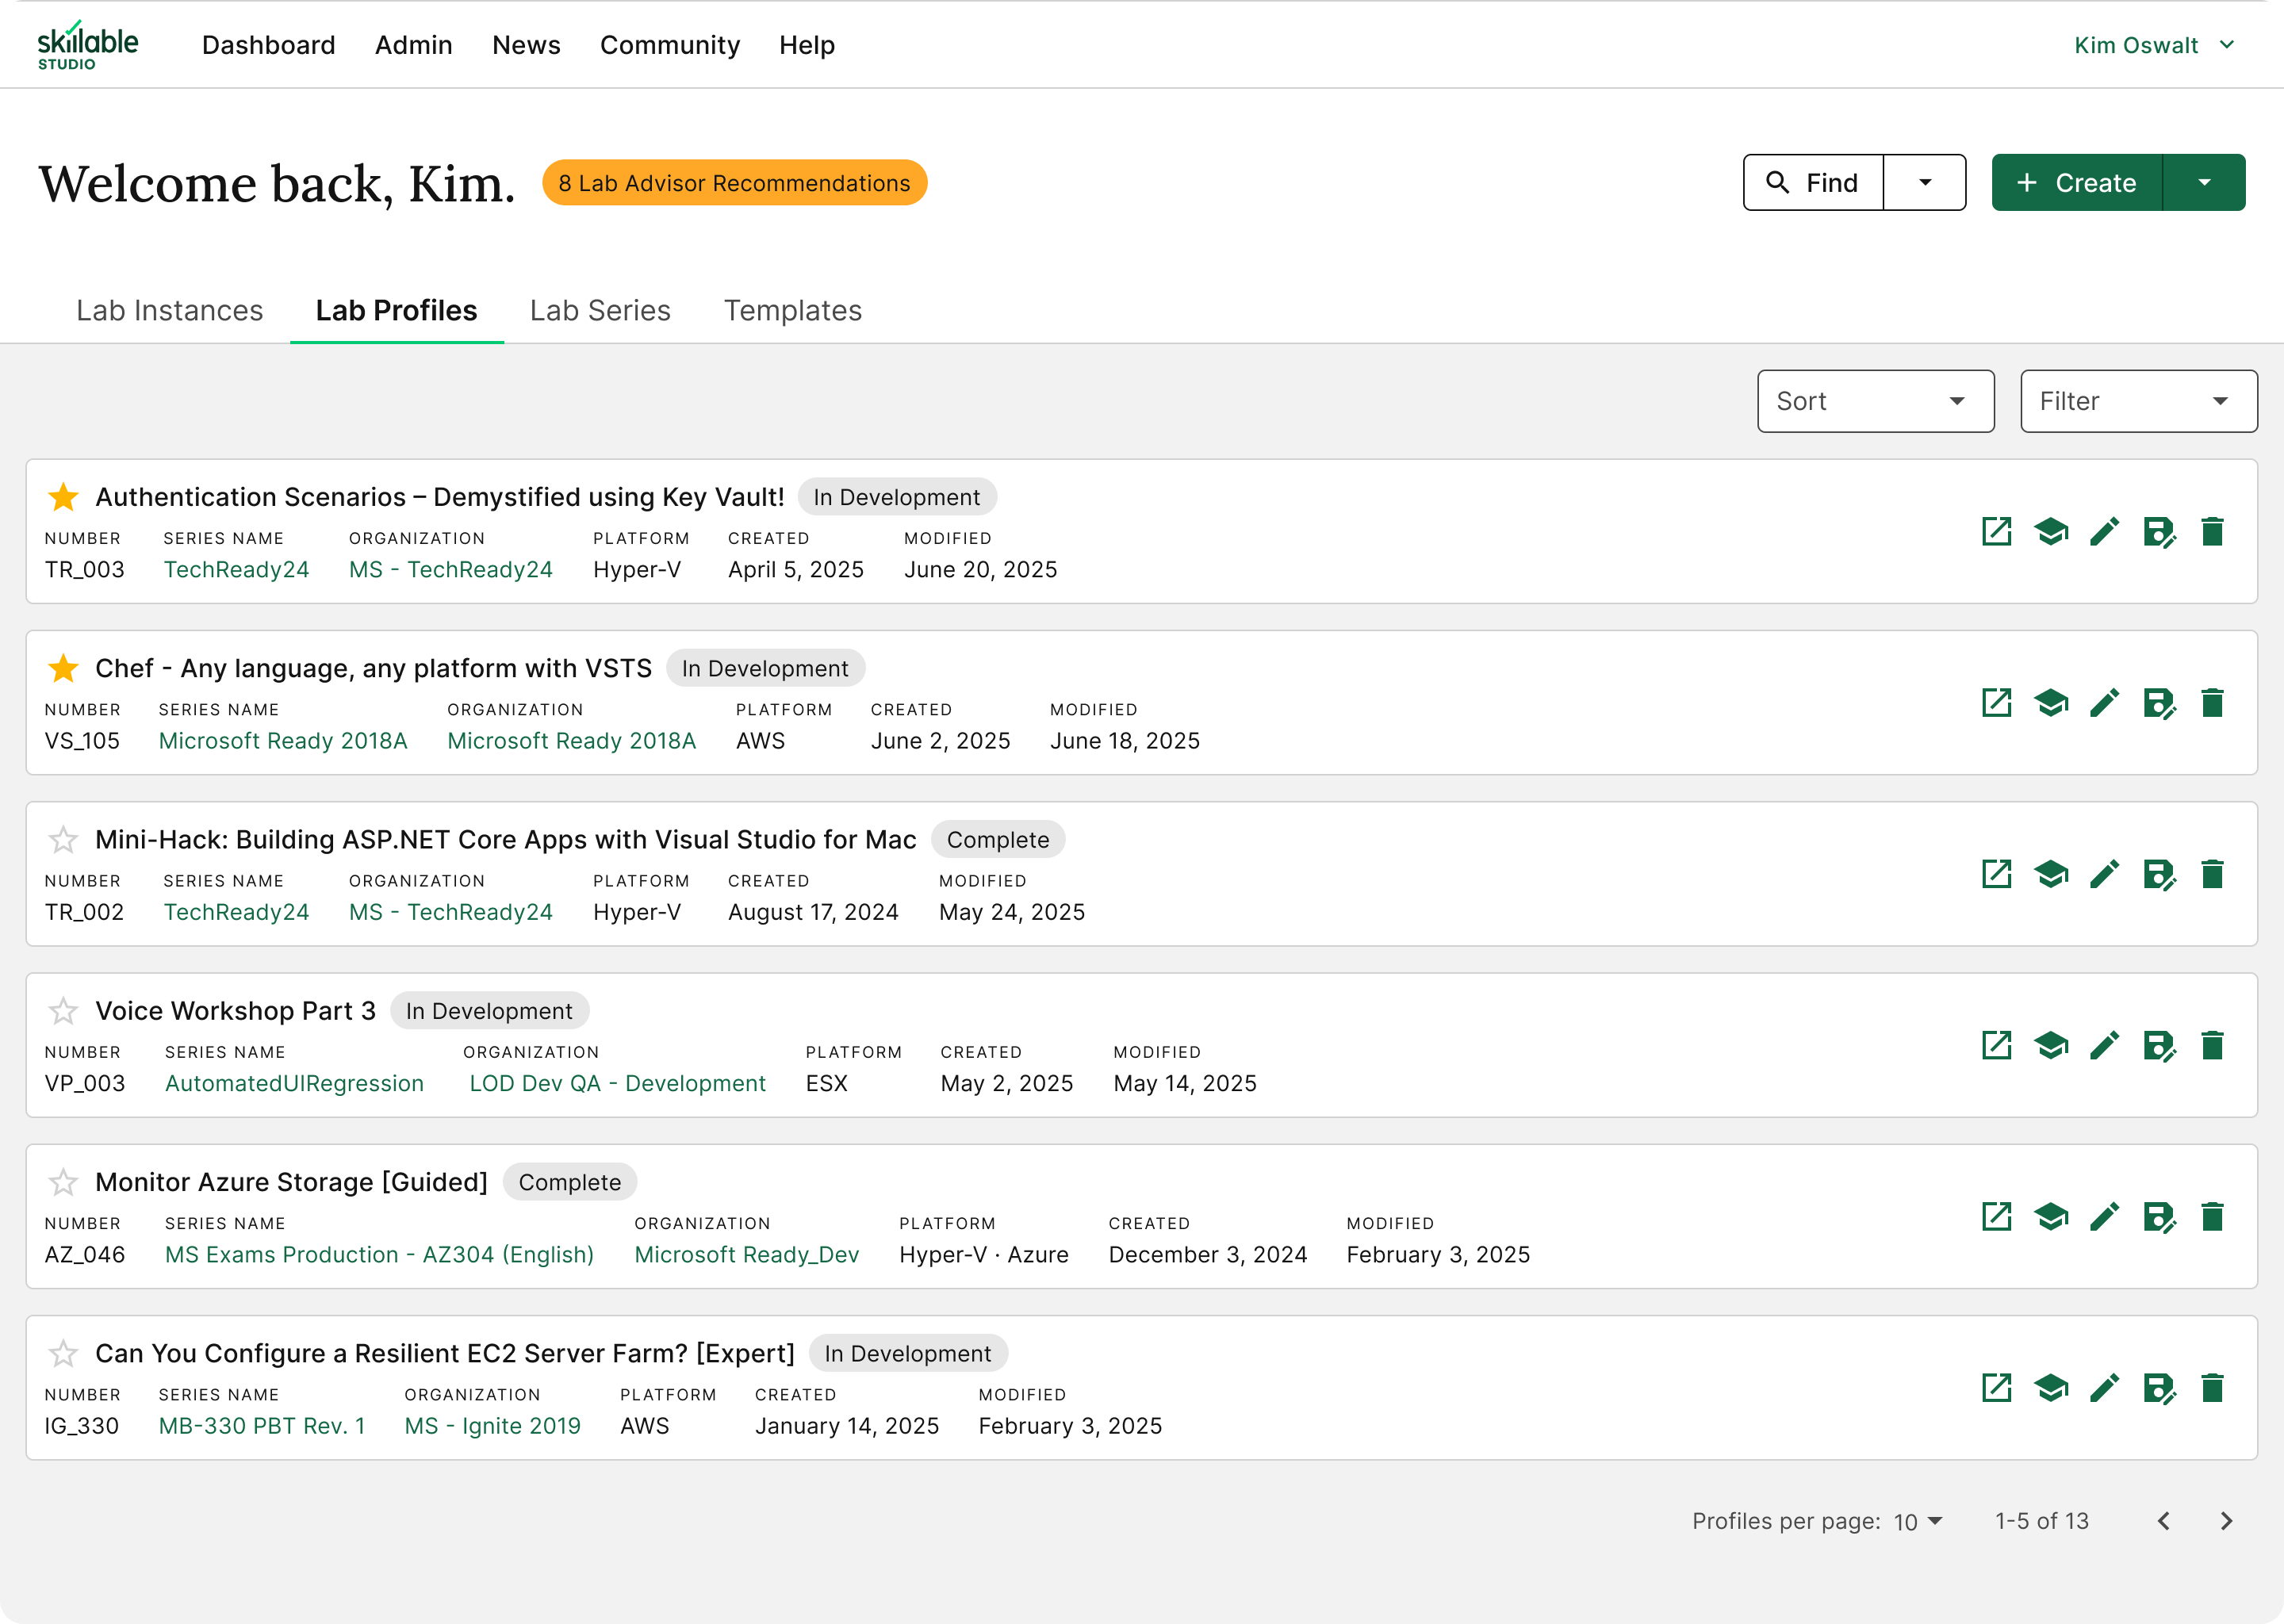 skillable
STUDIO
Dashboard Admin News Community Help Kim Oswalt
Welcome back, Kim. 8 Lab Advisor Recommendations Find Create
Lab Instances Lab Profiles Lab Series Templates
Sort Filter
Authentication Scenarios – Demystified using Key Vault! In Development
NUMBER SERIES NAME ORGANIZATION PLATFORM CREATED MODIFIED
TR_003 TechReady24 MS - TechReady24 Hyper-V April 5, 2025 June 20, 2025
Chef - Any language, any platform with VSTS In Development
NUMBER SERIES NAME ORGANIZATION PLATFORM CREATED MODIFIED
VS_105 Microsoft Ready 2018A Microsoft Ready 2018A AWS June 2, 2025 June 18, 2025
Mini-Hack: Building ASP.NET Core Apps with Visual Studio for Mac Complete
NUMBER SERIES NAME ORGANIZATION PLATFORM CREATED MODIFIED
TR_002 TechReady24 MS - TechReady24 Hyper-V August 17, 2024 May 24, 2025
Voice Workshop Part 3 In Development
NUMBER SERIES NAME ORGANIZATION PLATFORM CREATED MODIFIED
VP_003 AutomatedUIRegression LOD Dev QA - Development ESX May 2, 2025 May 14, 2025
Monitor Azure Storage [Guided] Complete
NUMBER SERIES NAME ORGANIZATION PLATFORM CREATED MODIFIED
AZ_046 MS Exams Production - AZ304 (English) Microsoft Ready_Dev Hyper-V · Azure December 3, 2024 February 3, 2025
Can You Configure a Resilient EC2 Server Farm? [Expert] In Development
NUMBER SERIES NAME ORGANIZATION PLATFORM CREATED MODIFIED
IG_330 MB-330 PBT Rev. 1 MS - Ignite 2019 AWS January 14, 2025 February 3, 2025
Profiles per page: 10 1-5 of 13